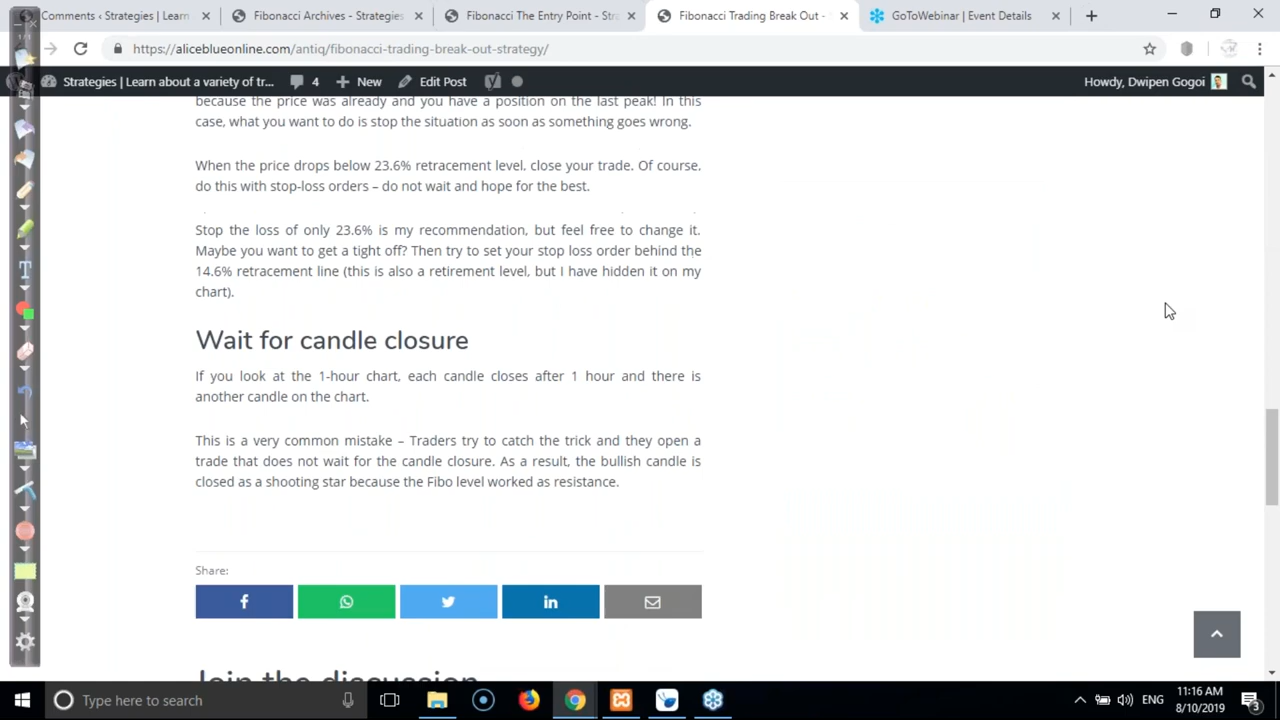 Comments ‹ Strategies | Learn
Fibonacci Archives - Strategies
Fibonacci The Entry Point - Stra
Fibonacci Trading Break Out -
GoToWebinar | Event Details
https://aliceblueonline.com/antiq/fibonacci-trading-break-out-strategy/
1/1
Strategies | Learn about a variety of tr...
4
New
Edit Post
Howdy, Dwipen Gogoi
because the price was already and you have a position on the last peak! In this
case, what you want to do is stop the situation as soon as something goes wrong.
When the price drops below 23.6% retracement level, close your trade. Of course,
do this with stop-loss orders – do not wait and hope for the best.
Stop the loss of only 23.6% is my recommendation, but feel free to change it.
Maybe you want to get a tight off? Then try to set your stop loss order behind the
14.6% retracement line (this is also a retirement level, but I have hidden it on my
chart).
Wait for candle closure
If you look at the 1-hour chart, each candle closes after 1 hour and there is
another candle on the chart.
This is a very common mistake – Traders try to catch the trick and they open a
trade that does not wait for the candle closure. As a result, the bullish candle is
closed as a shooting star because the Fibo level worked as resistance.
Share:
Join the discussion
Type here to search
ENG
11:16 AM
8/10/2019
3